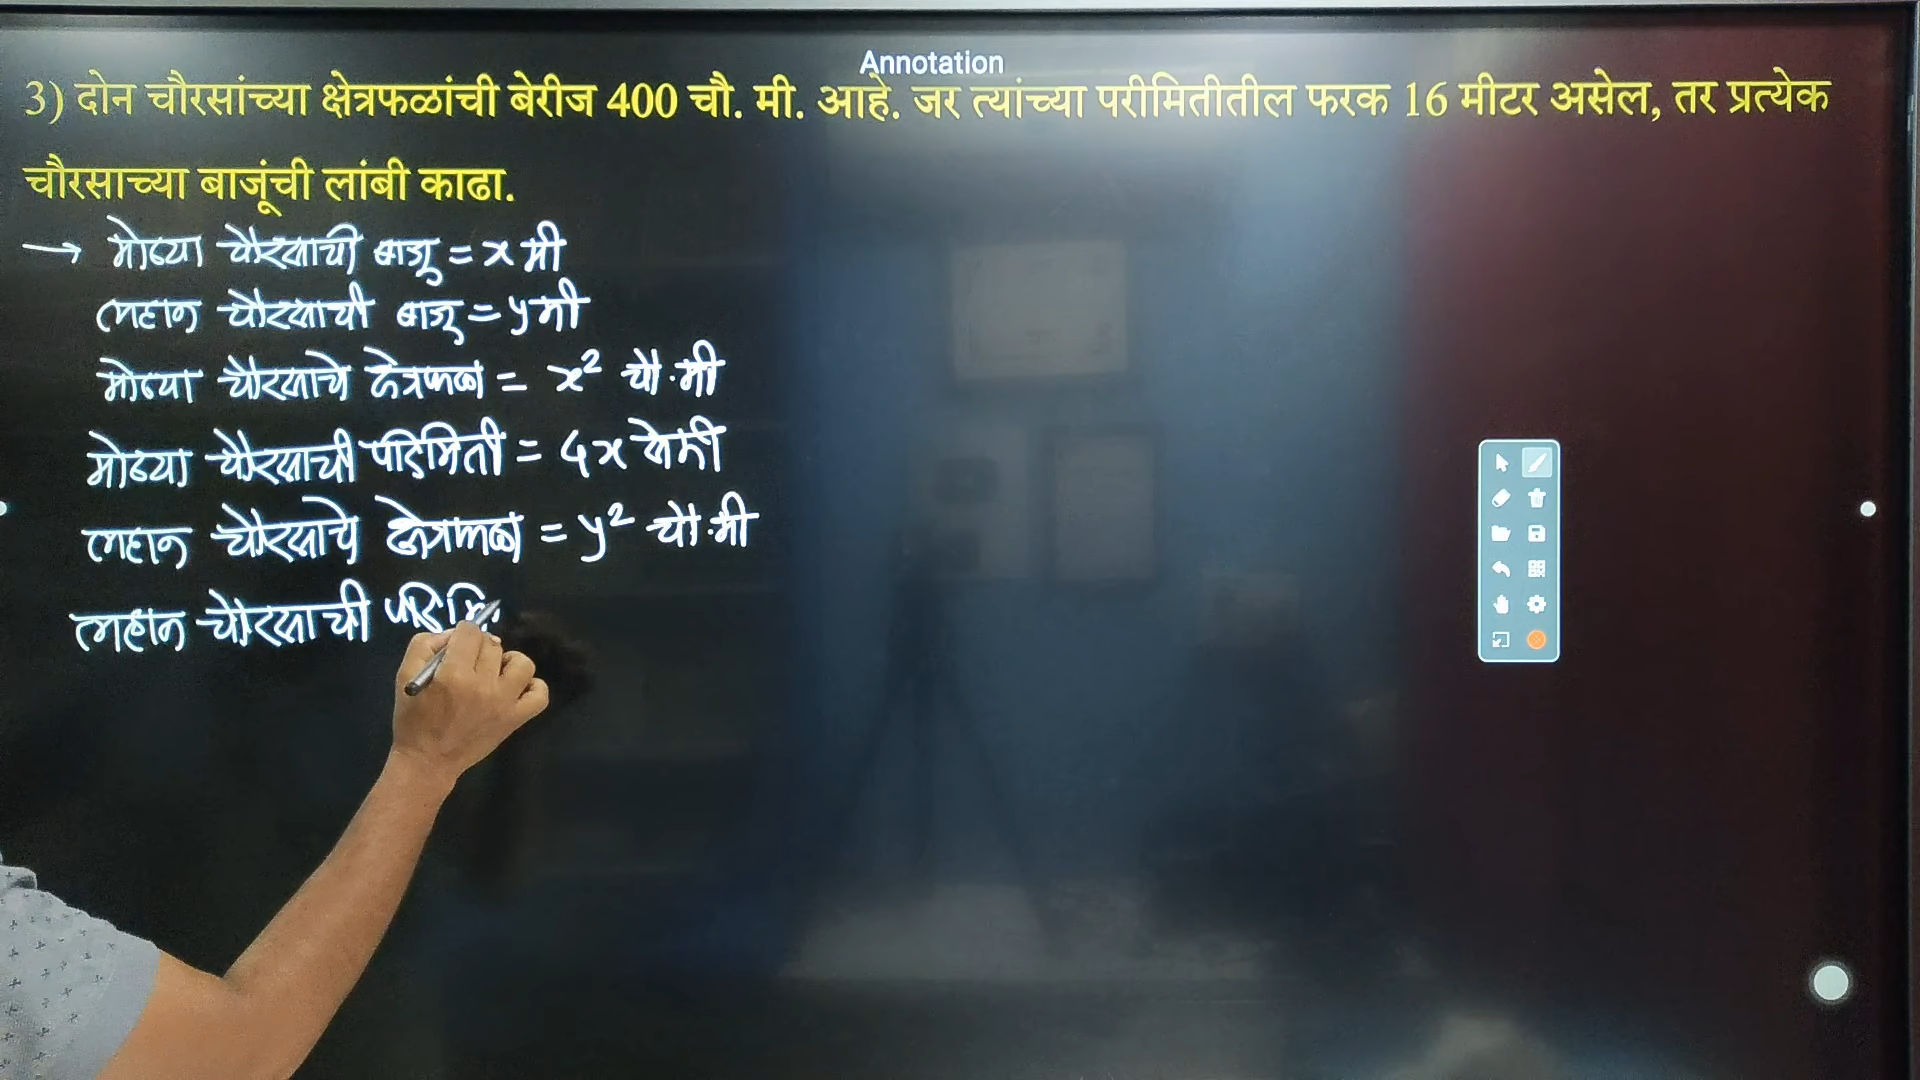 Annotation
3) दोन चौरसांच्या क्षेत्रफळांची बेरीज 400 चौ. मी. आहे. जर त्यांच्या परीमितीतील फरक 16 मीटर असेल, तर प्रत्येक
चौरसाच्या बाजूंची लांबी काढा.
→ मोठ्या चौरसाची बाजू = x मी
लहान चौरसाची बाजू = y मी
मोठ्या चौरसाचे क्षेत्रफळ = x² चौ.मी
मोठ्या चौरसाची परिमिती = 4x सेमी
लहान चौरसाचे क्षेत्रफळ = y² चौ.मी
लहान चौरसाची परिमि